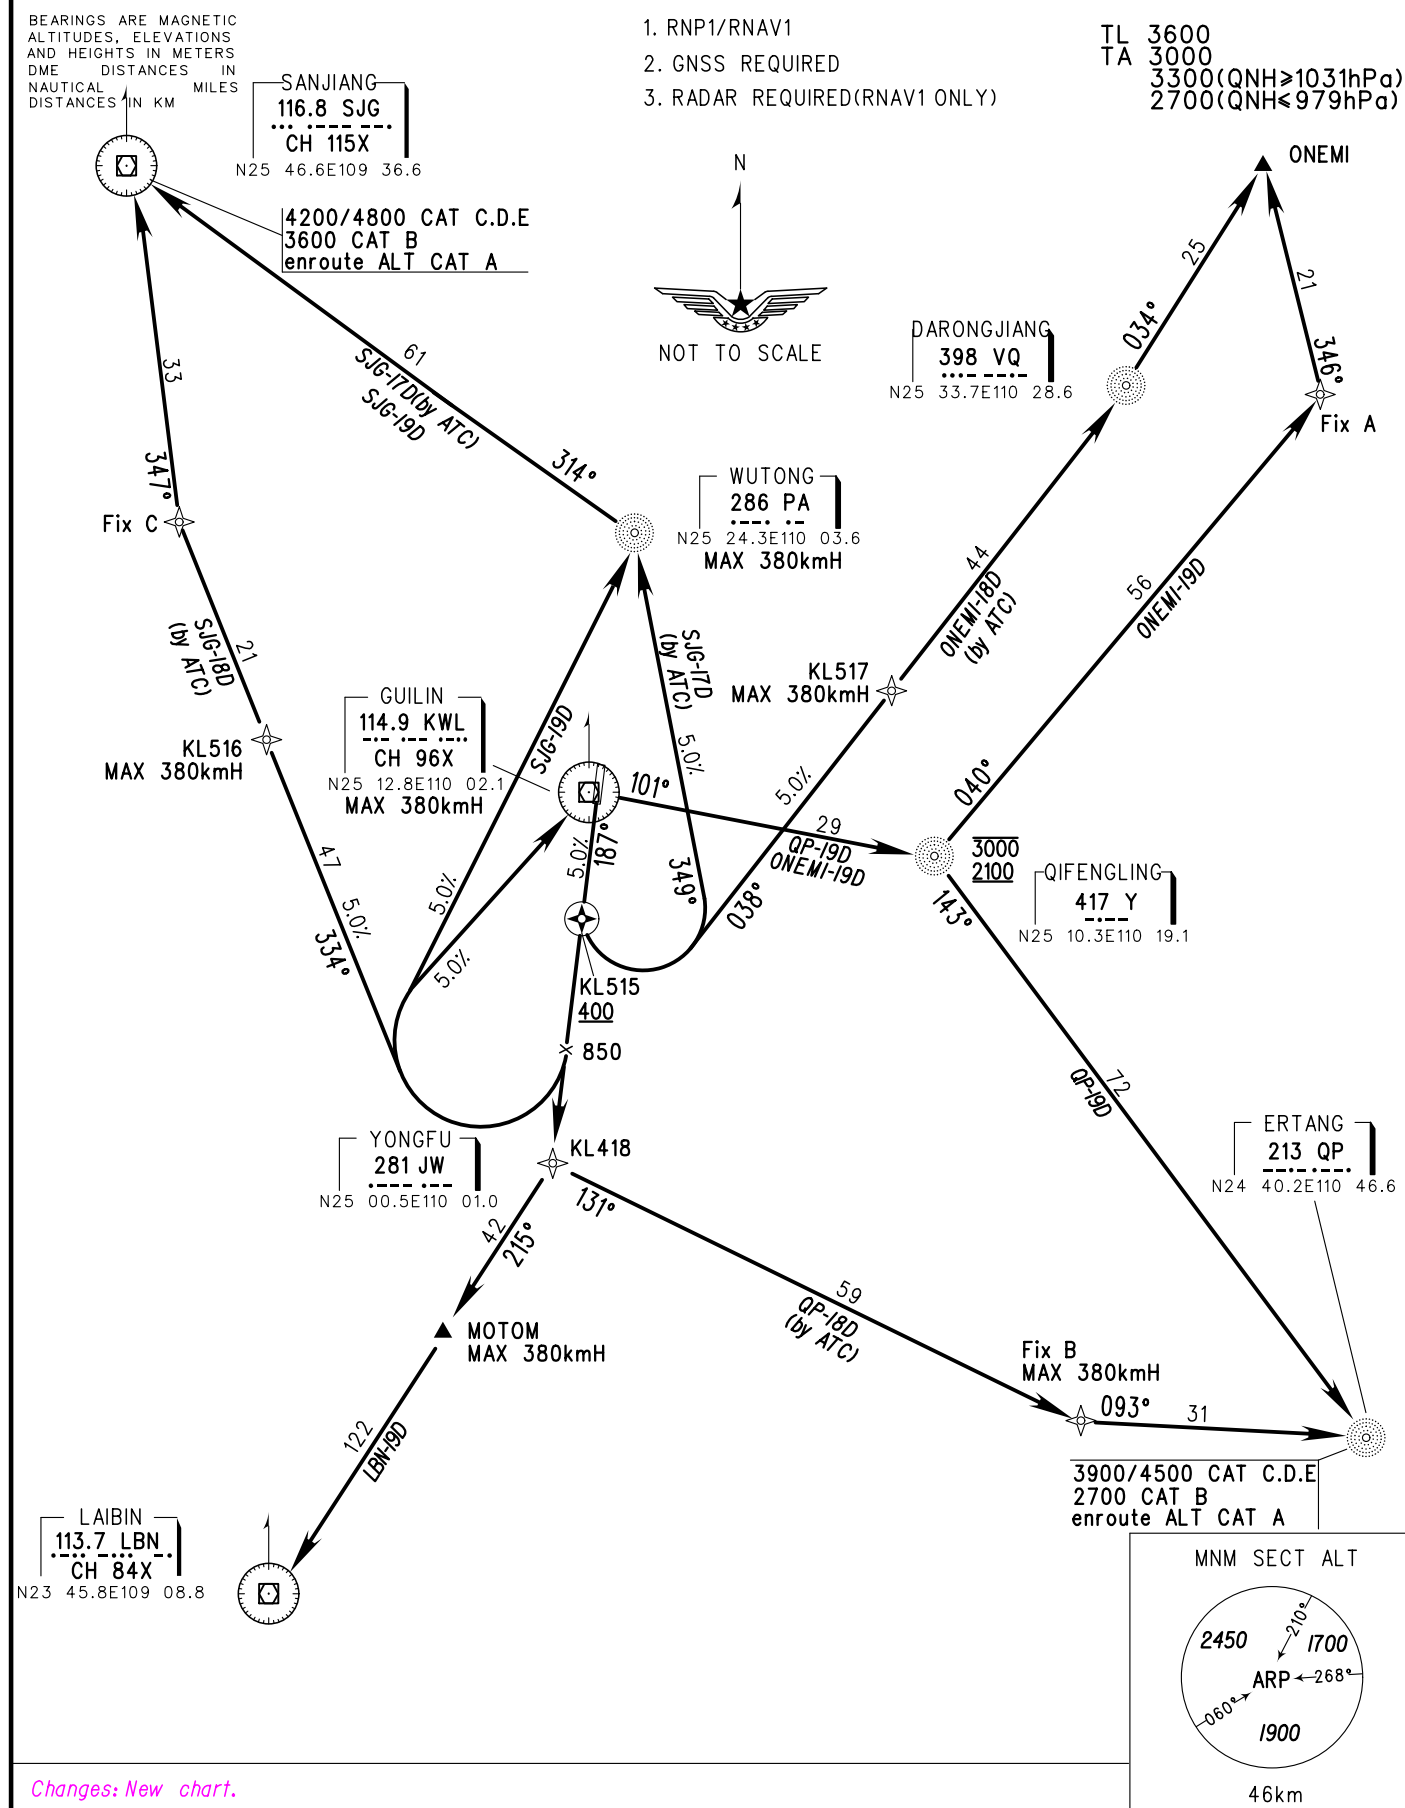 BEARINGS ARE MAGNETIC
ALTITUDES, ELEVATIONS
AND HEIGHTS IN METERS
DME DISTANCES IN
NAUTICAL MILES
DISTANCES IN KM
1. RNP1/RNAV1
2. GNSS REQUIRED
3. RADAR REQUIRED(RNAV1 ONLY)
TL 3600
TA 3000
3300(QNH≥1031hPa)
2700(QNH≤979hPa)
SANJIANG
116.8 SJG
CH 115X
N25 46.6E109 36.6
4200/4800 CAT C.D.E
3600 CAT B
enroute ALT CAT A
N
NOT TO SCALE
ONEMI
25
034°
21
346°
Fix A
DARONGJIANG
398 VQ
N25 33.7E110 28.6
61
SJG-17D(by ATC)
SJG-19D
314°
33
347°
Fix C
WUTONG
286 PA
N25 24.3E110 03.6
MAX 380kmH
44
ONEMI-18D
(by ATC)
56
ONEMI-19D
21
SJG-18D
(by ATC)
SJG-17D
(by ATC)
5.0%
349°
KL517
MAX 380kmH
5.0%
038°
KL516
MAX 380kmH
GUILIN
114.9 KWL
CH 96X
N25 12.8E110 02.1
MAX 380kmH
SJG-19D
5.0%
5.0%
101°
29
QP-19D
ONEMI-19D
5.0%
187°
040°
3000
2100
QIFENGLING
417 Y
N25 10.3E110 19.1
143°
47
5.0%
334°
KL515
400
850
72
QP-19D
YONGFU
281 JW
N25 00.5E110 01.0
KL418
131°
42
215°
ERTANG
213 QP
N24 40.2E110 46.6
59
QP-18D
(by ATC)
MOTOM
MAX 380kmH
Fix B
MAX 380kmH
093°
31
122
LBN-19D
3900/4500 CAT C.D.E
2700 CAT B
enroute ALT CAT A
LAIBIN
113.7 LBN
CH 84X
N23 45.8E109 08.8
MNM SECT ALT
2450
210°
1700
ARP
268°
060°
1900
46km
Changes: New chart.